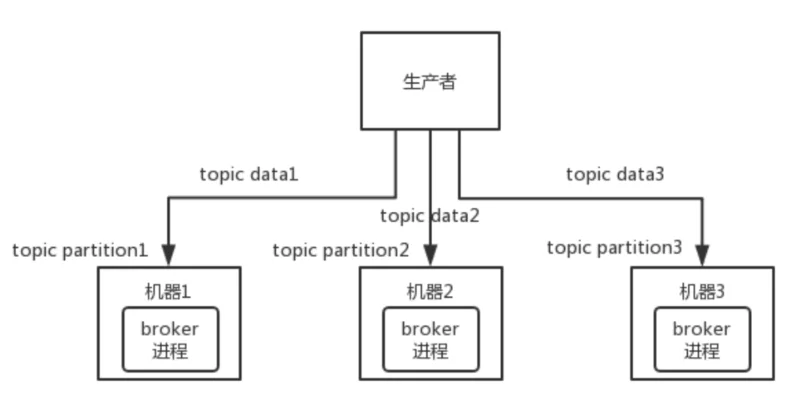 生产者
topic data1
topic data3
topic data2
topic partition1
topic partition2
topic partition3
机器1
机器2
机器3
broker
进程
broker
进程
broker
进程